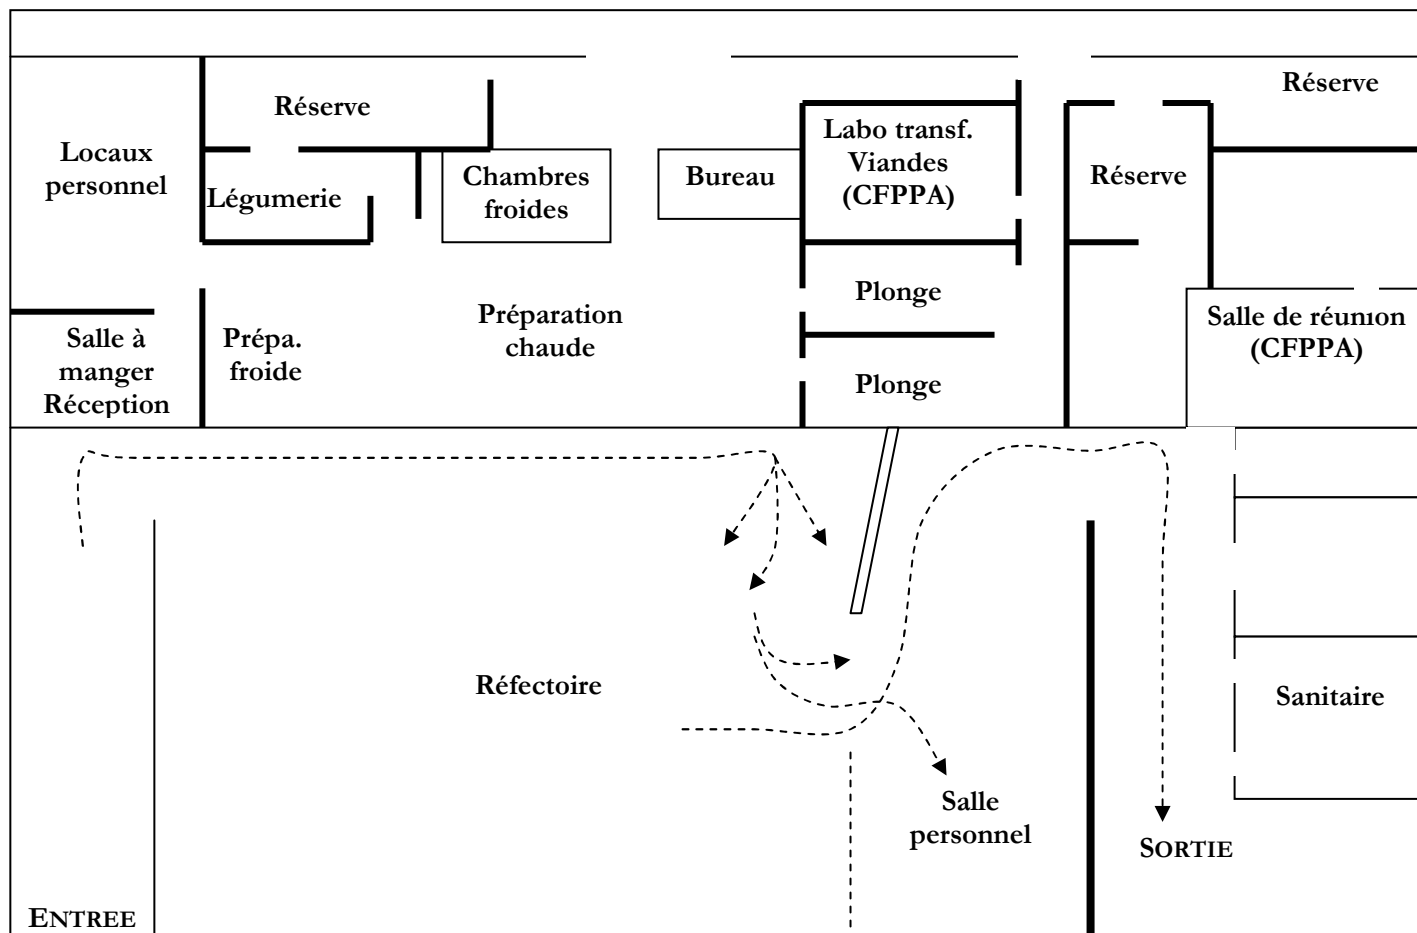 Réserve
Réserve
Locaux
personnel
Labo transf.
Viandes
(CFPPA)
Légumerie
Chambres
froides
Bureau
Réserve
Plonge
Salle à
manger
Réception
Prépa.
froide
Préparation
chaude
Plonge
Salle de réunion
(CFPPA)
Réfectoire
Sanitaire
Salle
personnel
SORTIE
ENTREE